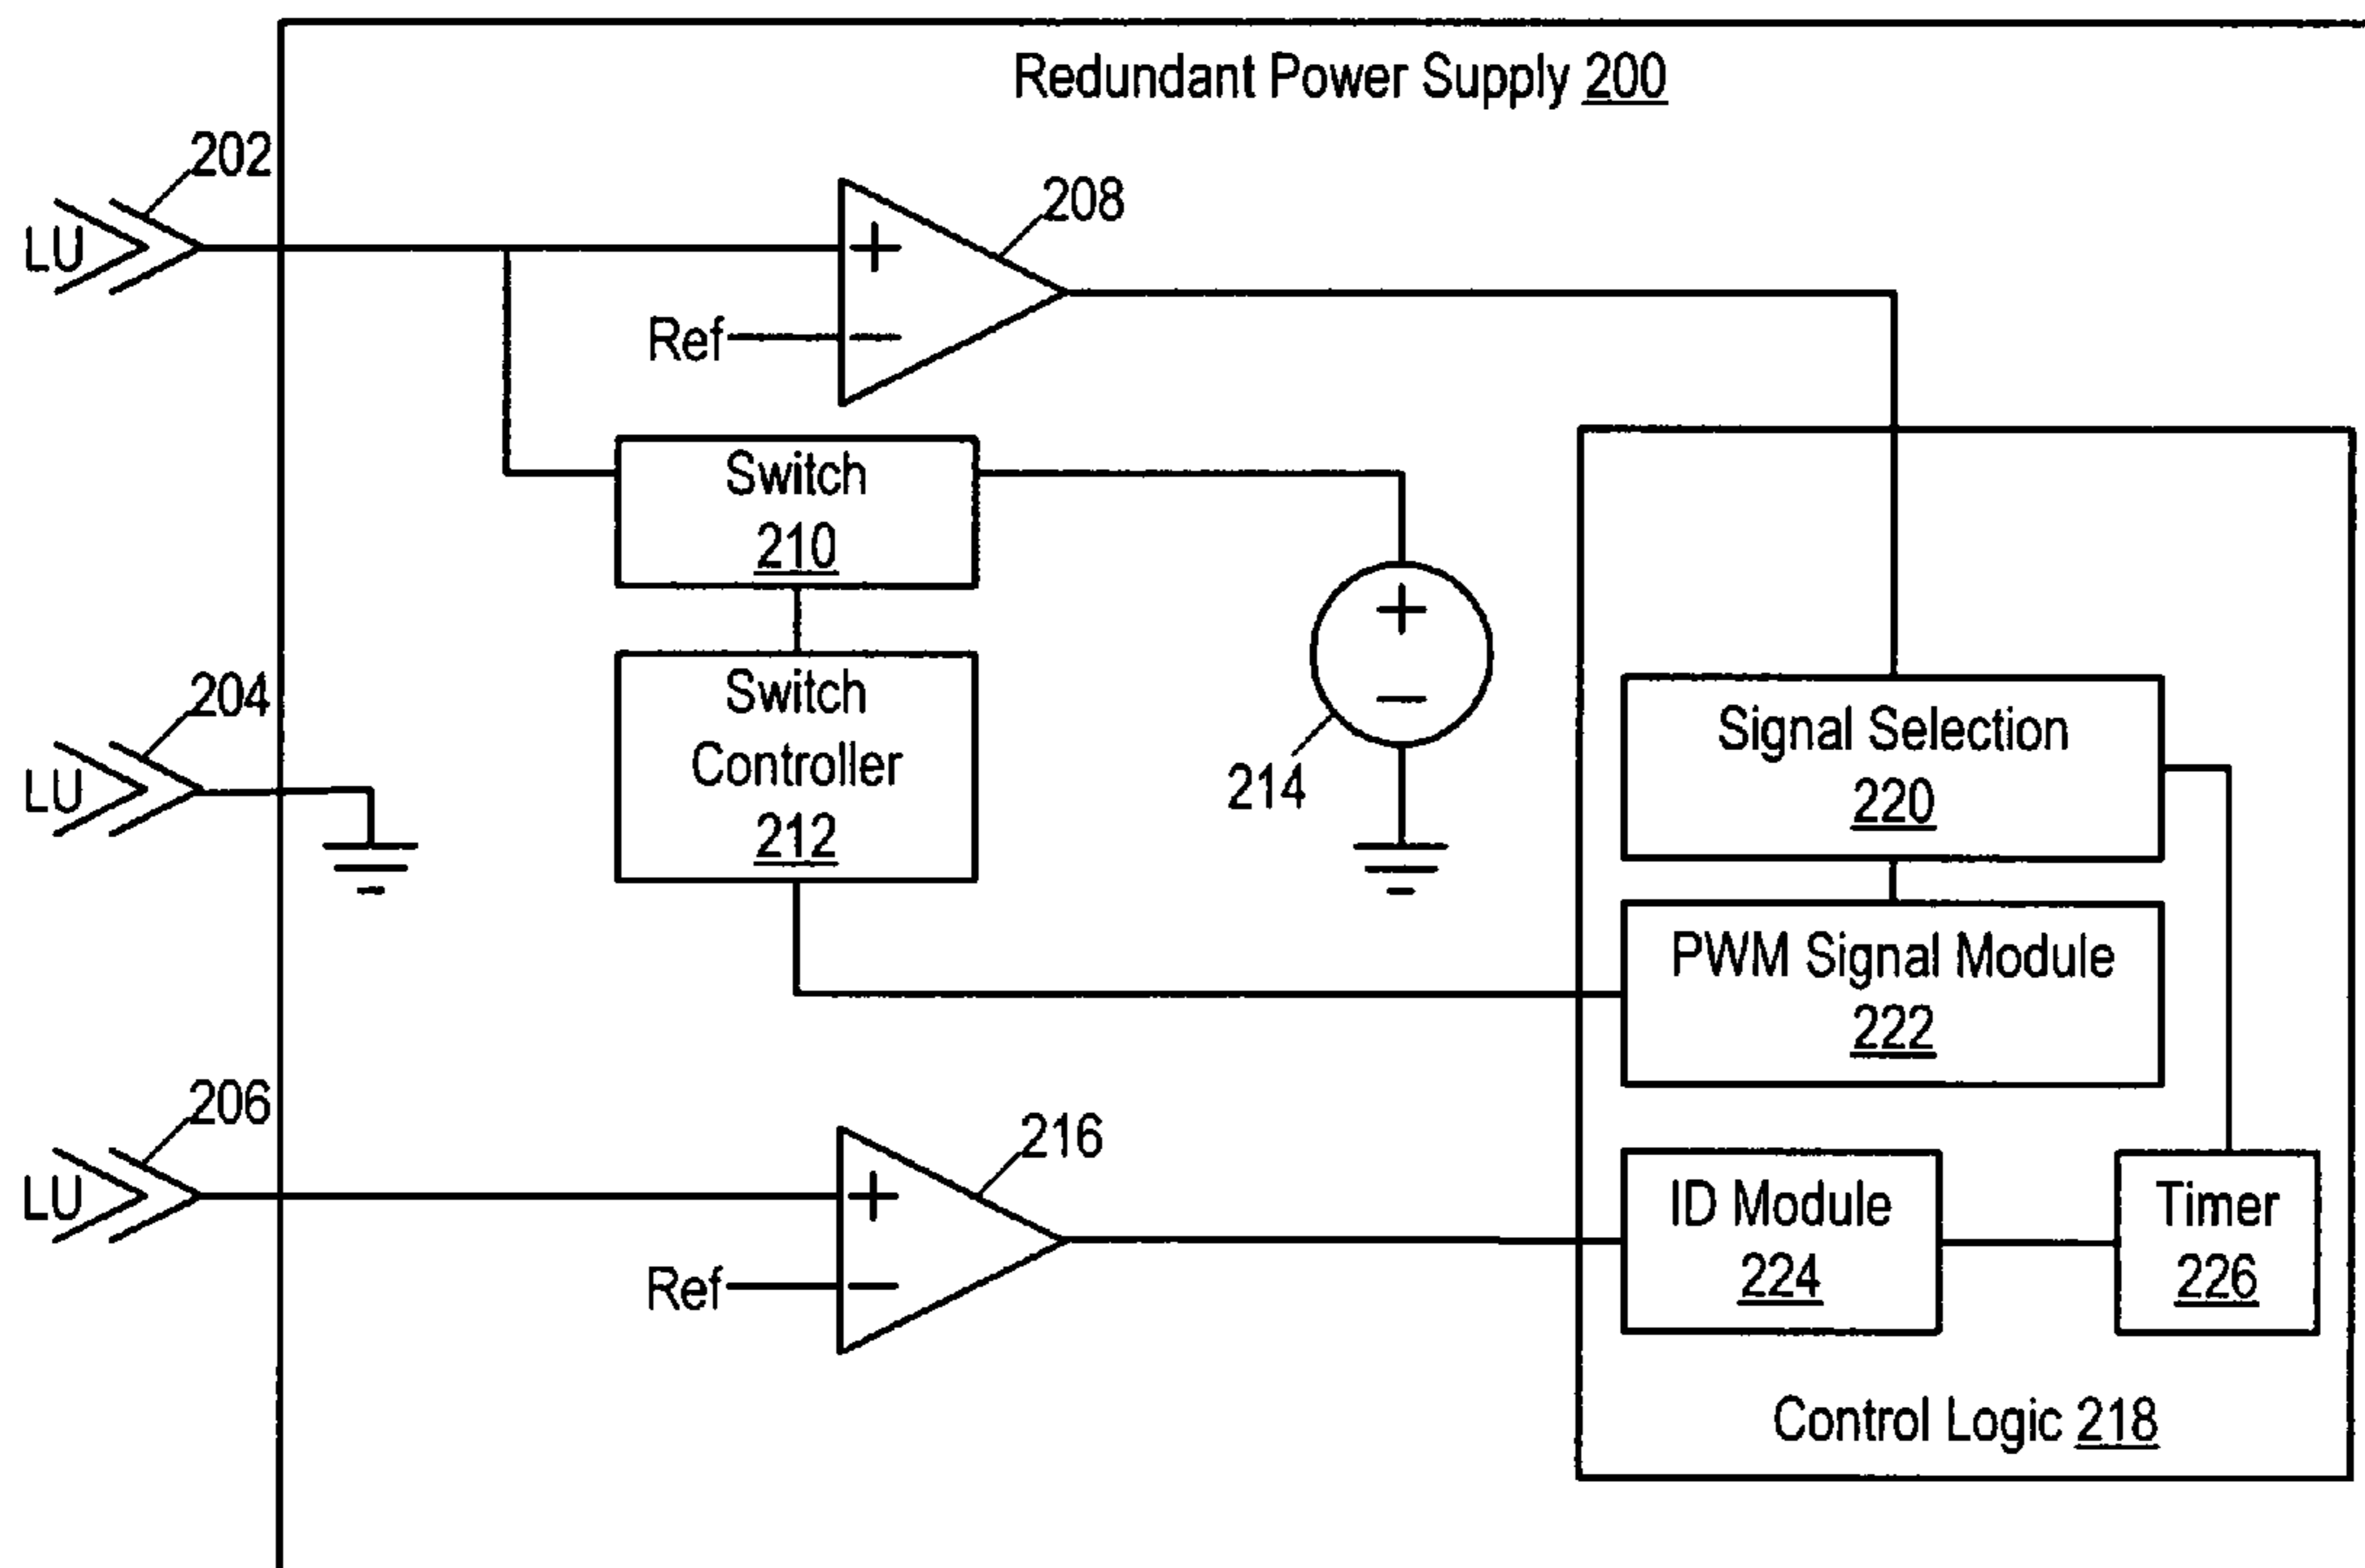 Redundant Power Supply 200
202
LU
208
+
Ref
−
Switch
210
Switch
Controller
212
+
−
214
204
LU
Signal Selection
220
PWM Signal Module
222
206
LU
216
+
Ref
−
ID Module
224
Timer
226
Control Logic 218